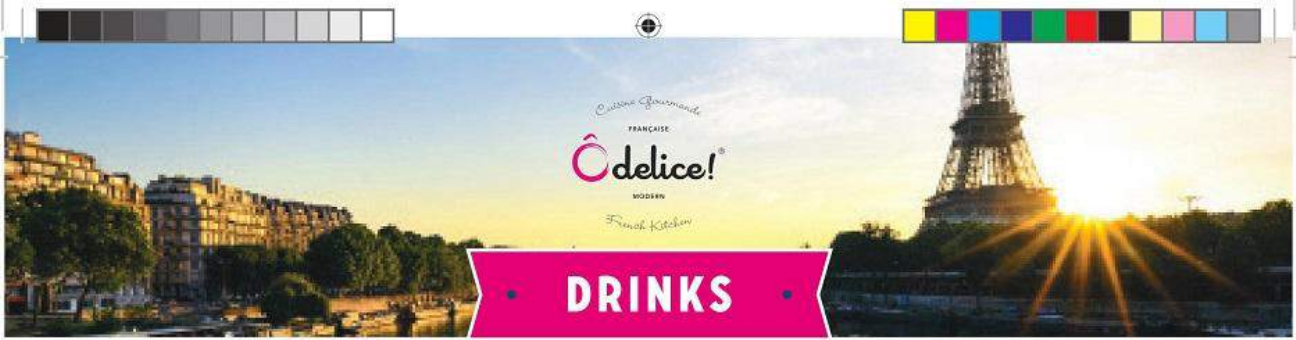 Cuisine Gourmande
FRANÇAISE
Ôdelice!®
MODERN
French Kitchen
DRINKS